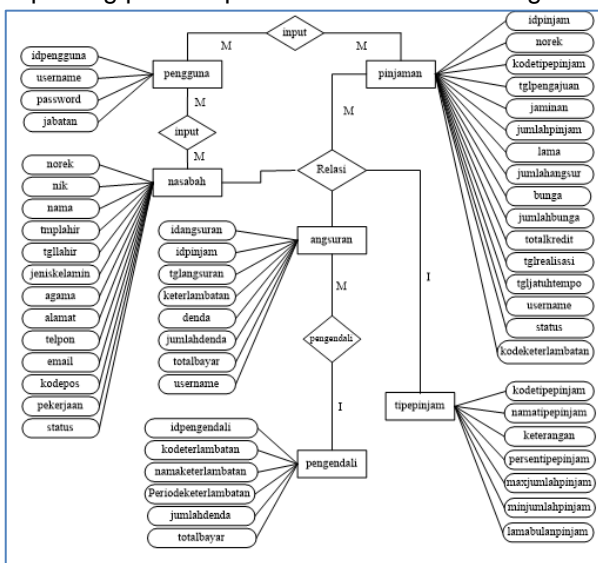 input
M
M
idpengguna
username
password
jabatan
pengguna
pinjaman
idpinjam
norek
kodetipepinjam
tglpengajuan
jaminan
jumlahpinjam
lama
jumlahangsur
bunga
jumlahbunga
totalkredit
tglrealisasi
tgljatuhtempo
username
status
kodeketerlambatan
M
input
M
M
Relasi
nasabah
norek
nik
nama
tmplahir
tgllahir
jeniskelamin
agama
alamat
telpon
email
kodepos
pekerjaan
status
angsuran
idangsuran
idpinjam
tglangsuran
keterlambatan
denda
jumlahdenda
totalbayar
username
M
I
pengendali
I
pengendali
idpengendali
kodeterlambatan
namaketerlambatan
Periodeketerlambatan
jumlahdenda
totalbayar
tipepinjam
kodetipepinjam
namatipepinjam
keterangan
persentipepinjam
maxjumlahpinjam
minjumlahpinjam
lamabulanpinjam